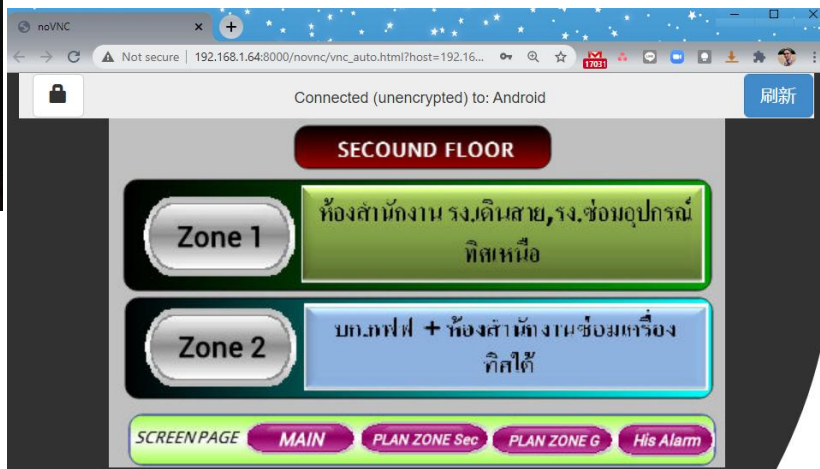 noVNC
Not secure | 192.168.1.64:8000/novnc/vnc_auto.html?host=192.16...
17031
Connected (unencrypted) to: Android
刷新
SECOUND FLOOR
Zone 1
ห้องสำนักงาน รง.เดินสาย,รง.ซ่อมอุปกรณ์
ทิศเหนือ
Zone 2
บก.กฟฟ + ห้องสำนักงานซ่อมเครื่อง
ทิศใต้
SCREEN PAGE MAIN PLAN ZONE Sec PLAN ZONE G His Alarm